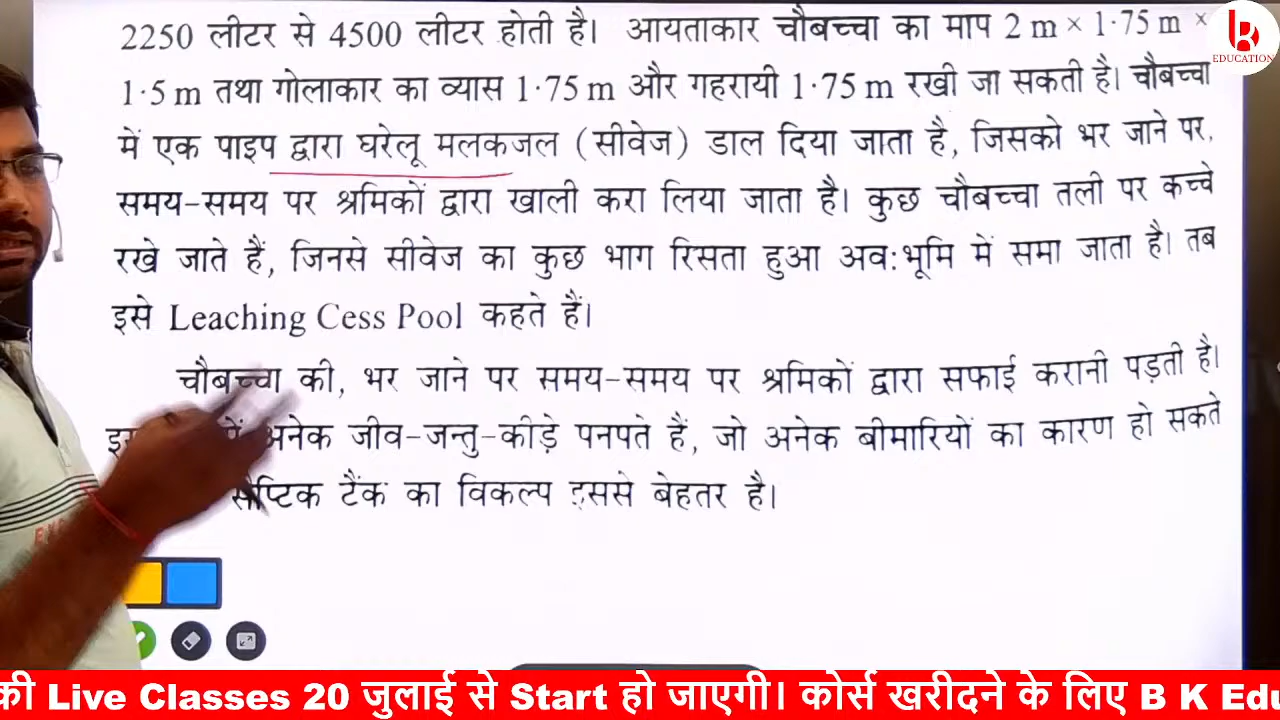 2250 लीटर से 4500 लीटर होती है। आयताकार चौबच्चा का माप 2 m × 1·75 m ×
1·5 m तथा गोलाकार का व्यास 1·75 m और गहरायी 1·75 m रखी जा सकती है। चौबच्चा
में एक पाइप द्वारा घरेलू मलकजल (सीवेज) डाल दिया जाता है, जिसको भर जाने पर,
समय-समय पर श्रमिकों द्वारा खाली करा लिया जाता है। कुछ चौबच्चा तली पर कच्चे
रखे जाते हैं, जिनसे सीवेज का कुछ भाग रिसता हुआ अव:भूमि में समा जाता है। तब
इसे Leaching Cess Pool कहते हैं।
चौबच्चा की, भर जाने पर समय-समय पर श्रमिकों द्वारा सफाई करानी पड़ती है।
अनेक जीव-जन्तु-कीड़े पनपते हैं, जो अनेक बीमारियों का कारण हो सकते
सैप्टिक टैंक का विकल्प इससे बेहतर है।
EDUCATION
की Live Classes 20 जुलाई से Start हो जाएगी। कोर्स खरीदने के लिए B K Edu